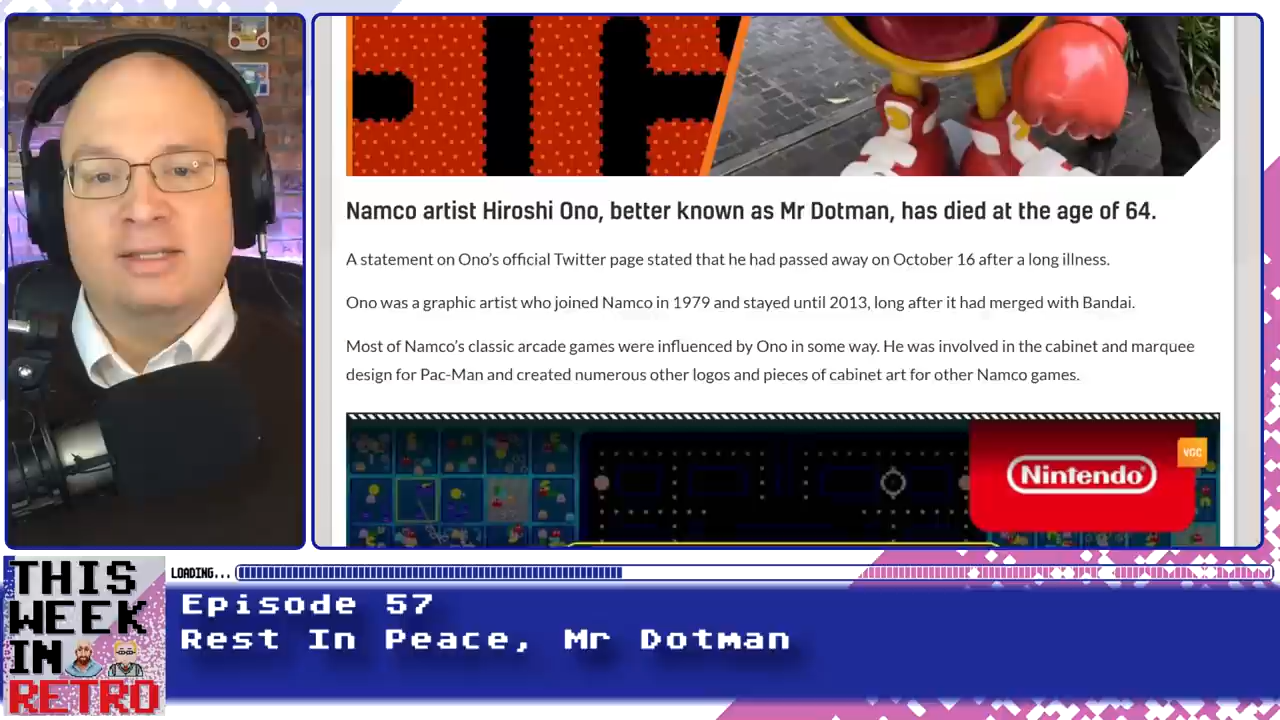 Namco artist Hiroshi Ono, better known as Mr Dotman, has died at the age of 64.
A statement on Ono’s official Twitter page stated that he had passed away on October 16 after a long illness.
Ono was a graphic artist who joined Namco in 1979 and stayed until 2013, long after it had merged with Bandai.
Most of Namco’s classic arcade games were influenced by Ono in some way. He was involved in the cabinet and marquee
design for Pac-Man and created numerous other logos and pieces of cabinet art for other Namco games.
VGC
Nintendo
LOADING...
THIS
WEEK
IN
RETRO
Episode 57
Rest In Peace, Mr Dotman